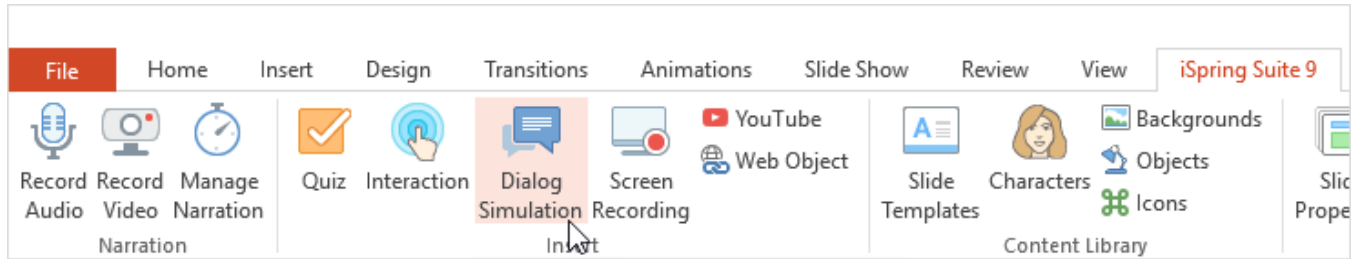 File Home Insert Design Transitions Animations Slide Show Review View iSpring Suite 9
Record Audio
Record Video
Manage Narration
Narration
Quiz
Interaction
Dialog Simulation
Screen Recording
YouTube
Web Object
Insert
Slide Templates
Characters
Backgrounds
Objects
Icons
Content Library